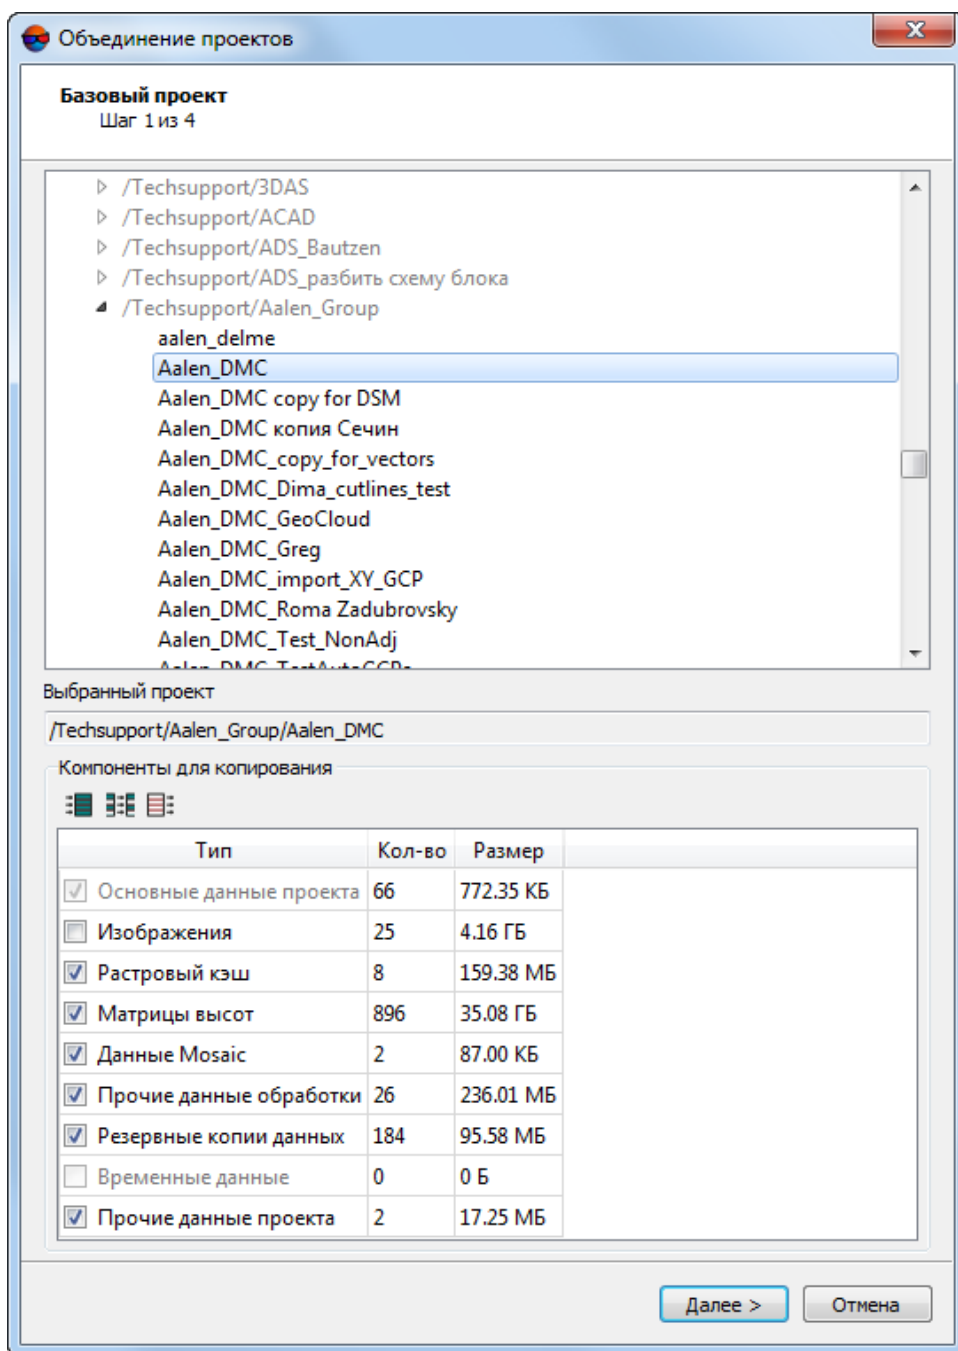 Объединение проектов
Базовый проект
Шаг 1 из 4
/Techsupport/3DAS
/Techsupport/ACAD
/Techsupport/ADS_Bautzen
/Techsupport/ADS_разбить схему блока
/Techsupport/Aalen_Group
aalen_delme
Aalen_DMC
Aalen_DMC copy for DSM
Aalen_DMC копия Сечин
Aalen_DMC_copy_for_vectors
Aalen_DMC_Dima_cutlines_test
Aalen_DMC_GeoCloud
Aalen_DMC_Greg
Aalen_DMC_import_XY_GCP
Aalen_DMC_Roma Zadubrovsky
Aalen_DMC_Test_NonAdj
Aalen_DMC_TestAutoGCPs
Выбранный проект
/Techsupport/Aalen_Group/Aalen_DMC
Компоненты для копирования
Тип Кол-во Размер
Основные данные проекта 66 772.35 КБ
Изображения 25 4.16 ГБ
Растровый кэш 8 159.38 МБ
Матрицы высот 896 35.08 ГБ
Данные Mosaic 2 87.00 КБ
Прочие данные обработки 26 236.01 МБ
Резервные копии данных 184 95.58 МБ
Временные данные 0 0 Б
Прочие данные проекта 2 17.25 МБ
Далее > Отмена